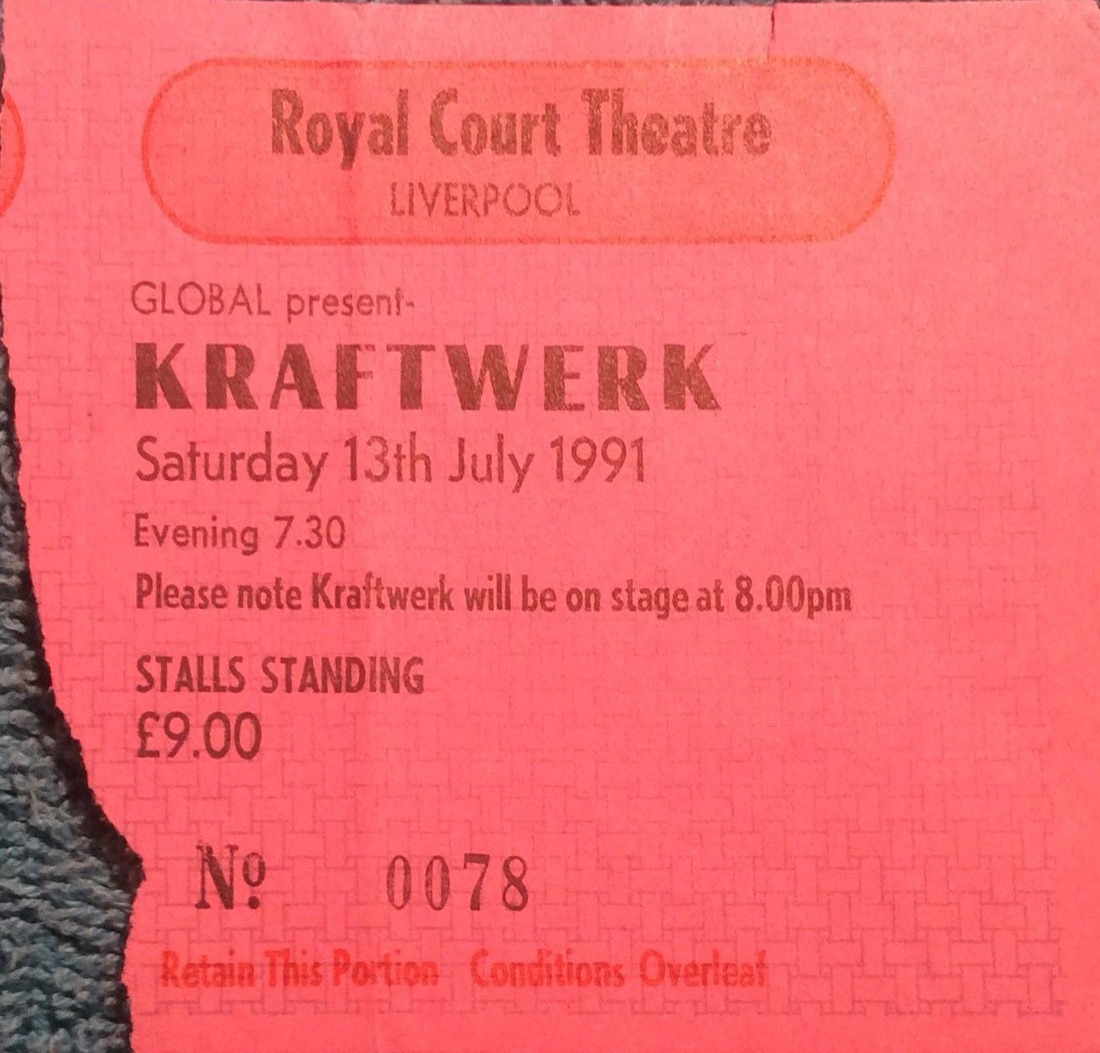 Royal Court Theatre
LIVERPOOL
GLOBAL present-
KRAFTWERK
Saturday 13th July 1991
Evening 7.30
Please note Kraftwerk will be on stage at 8.00pm
STALLS STANDING
£9.00
Nº 0078
Retain This Portion Conditions Overleaf